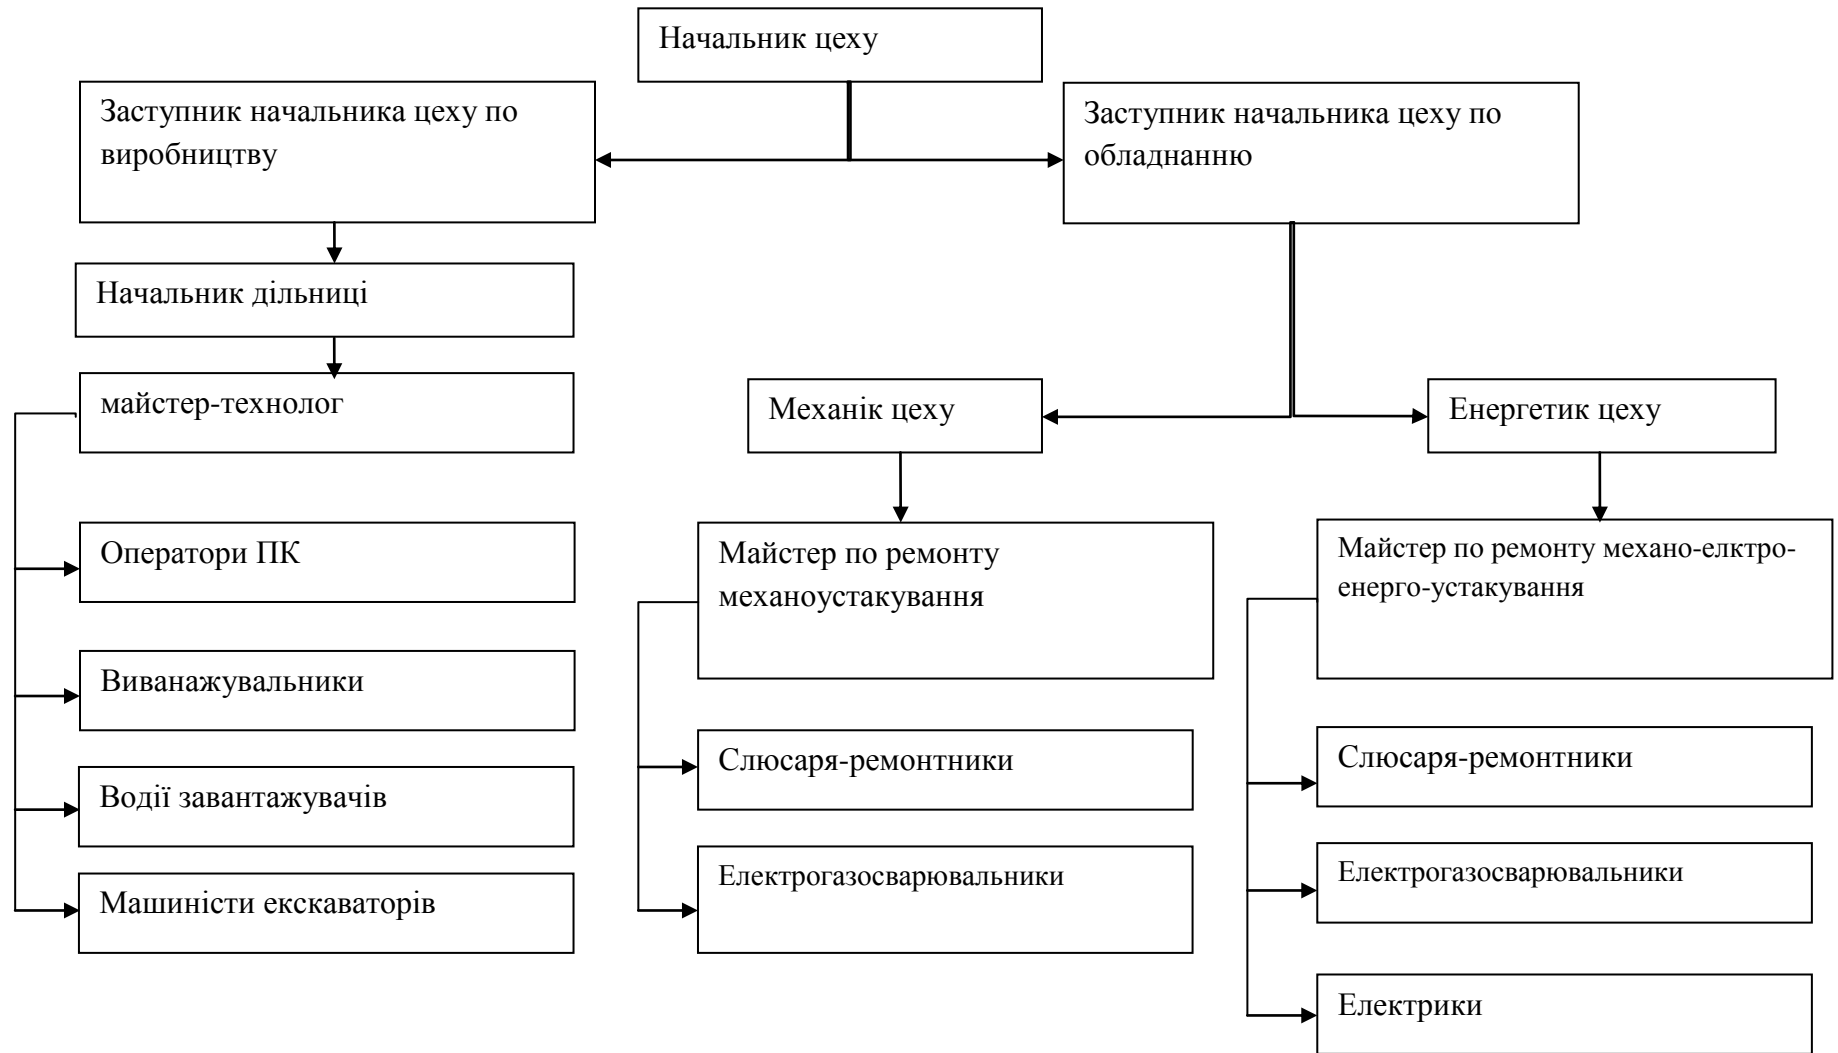 Начальник цеху
Заступник начальника цеху по
виробництву
Заступник начальника цеху по
обладнанню
Начальник дільниці
майстер-технолог
Механік цеху
Енергетик цеху
Оператори ПК
Майстер по ремонту
механоустакування
Майстер по ремонту механо-елктро-
енерго-устакування
Виванажувальники
Слюсаря-ремонтники
Слюсаря-ремонтники
Водії завантажувачів
Електрогазосварювальники
Електрогазосварювальники
Машиністи екскаваторів
Електрики